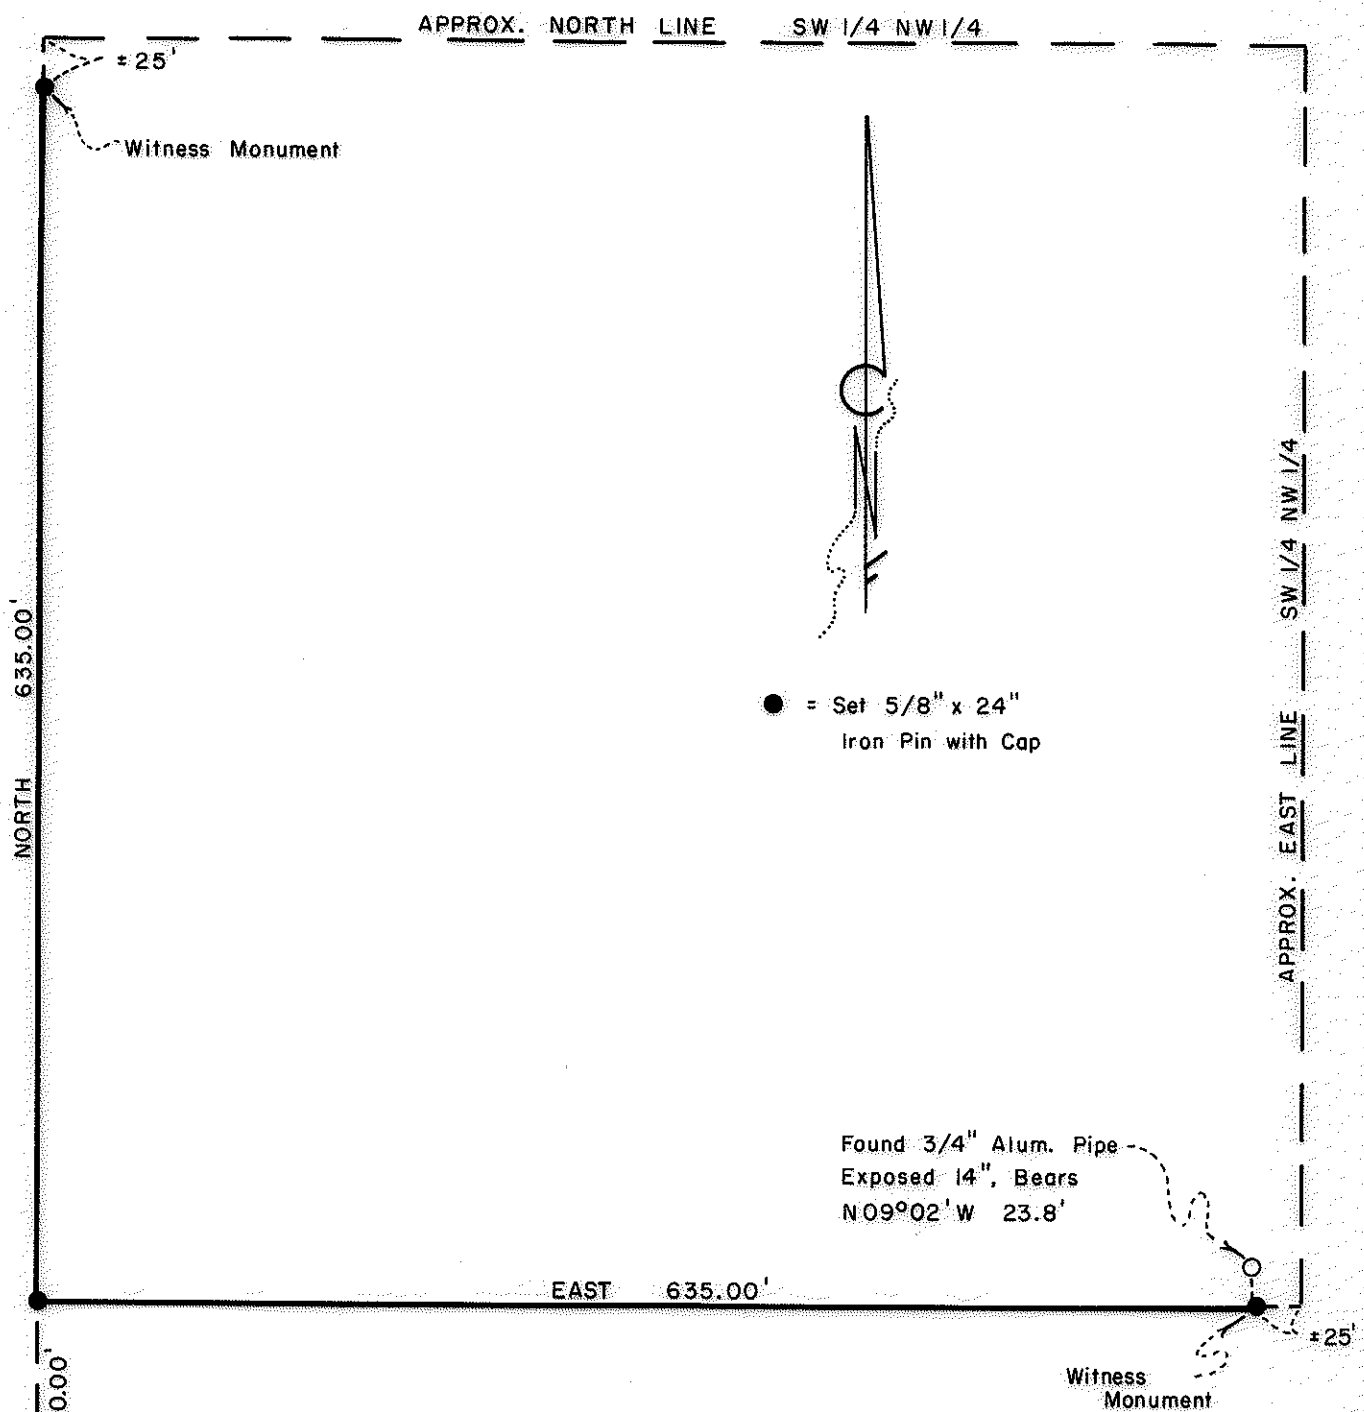 APPROX. NORTH LINE SW 1/4 NW 1/4
±25'
Witness Monument
NORTH 635.00'
SW 1/4 NW 1/4
APPROX. EAST LINE
= Set 5/8" x 24"
Iron Pin with Cap
Found 3/4" Alum. Pipe
Exposed 14", Bears
N09°02'W 23.8'
EAST 635.00'
±25'
Witness
Monument
0.00'